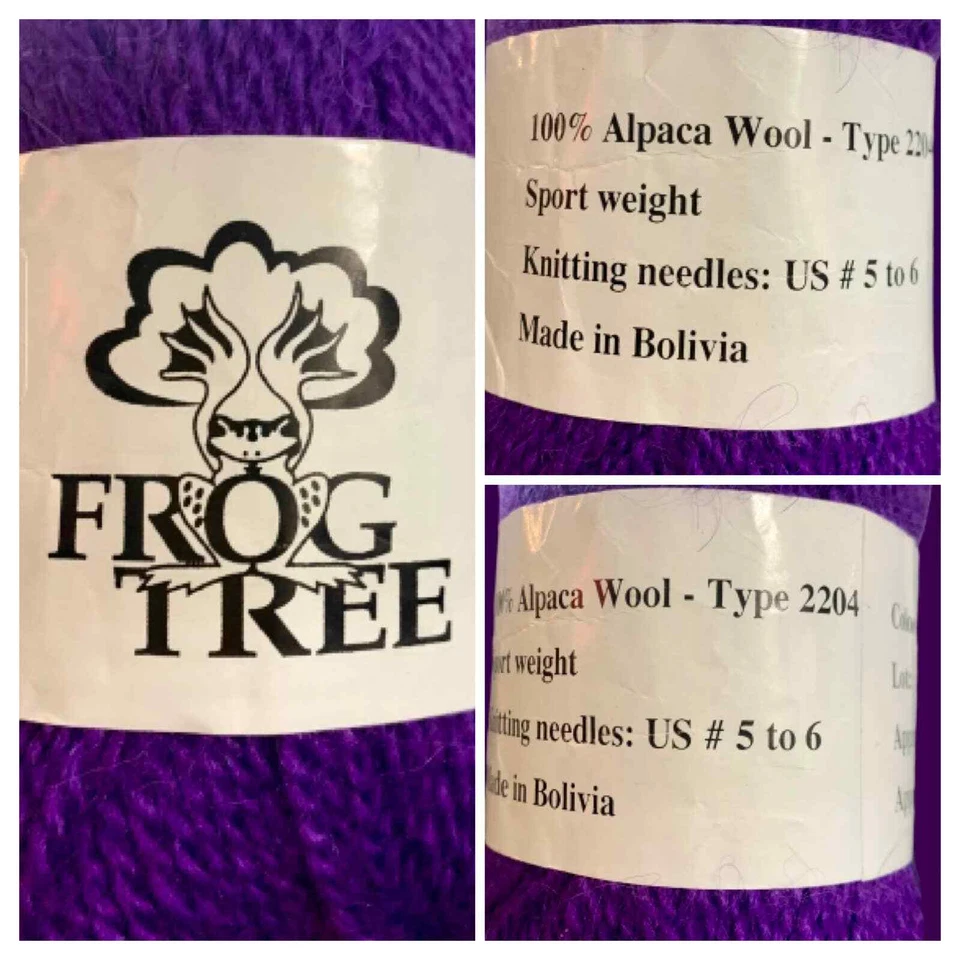 FROG
TREE
100% Alpaca Wool - Type 2204
Sport weight
Knitting needles: US # 5 to 6
Made in Bolivia
Alpaca Wool - Type 2204
weight
needles: US # 5 to 6
in Bolivia
Lot: